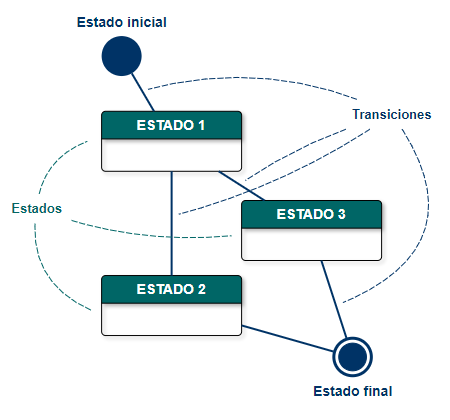 Estado inicial
ESTADO 1
Transiciones
Estados
ESTADO 3
ESTADO 2
Estado final